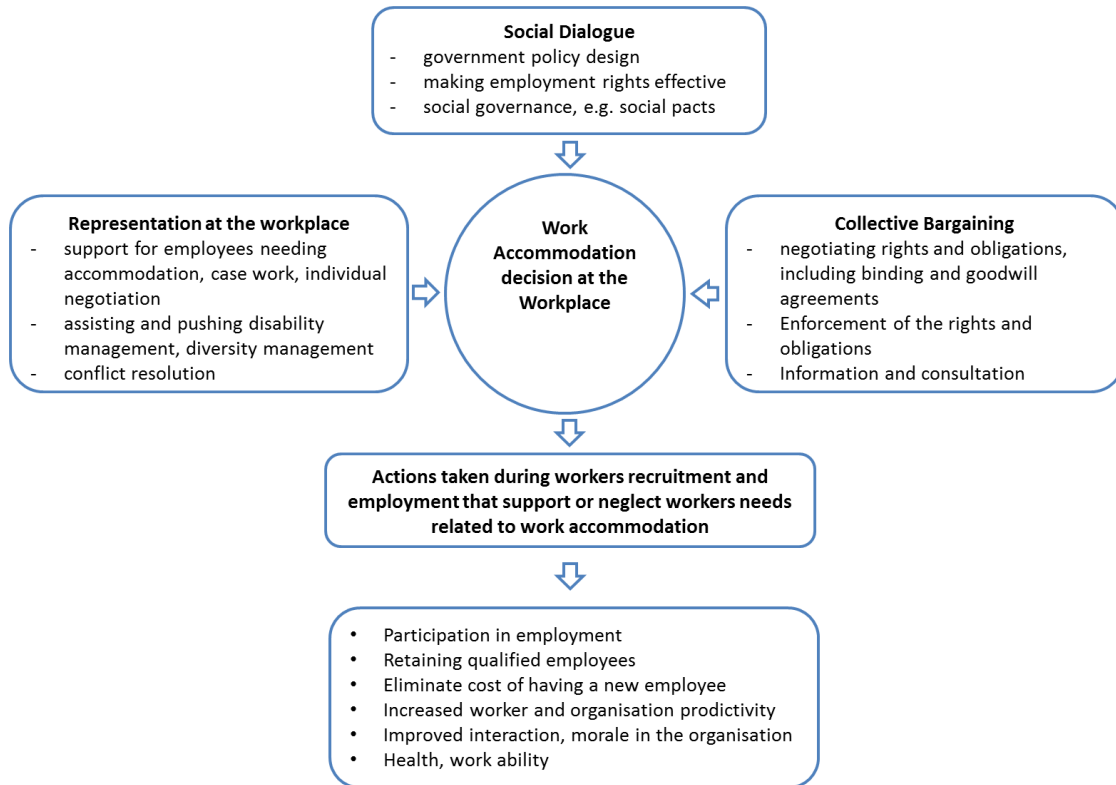 Social Dialogue
- government policy design
- making employment rights effective
- social governance, e.g. social pacts
Representation at the workplace
- support for employees needing
accommodation, case work, individual
negotiation
- assisting and pushing disability
management, diversity management
- conflict resolution
Work
Accommodation
decision at the
Workplace
Collective Bargaining
- negotiating rights and obligations,
including binding and goodwill
agreements
- Enforcement of the rights and
obligations
- Information and consultation
Actions taken during workers recruitment and
employment that support or neglect workers needs
related to work accommodation
• Participation in employment
• Retaining qualified employees
• Eliminate cost of having a new employee
• Increased worker and organisation prodictivity
• Improved interaction, morale in the organisation
• Health, work ability